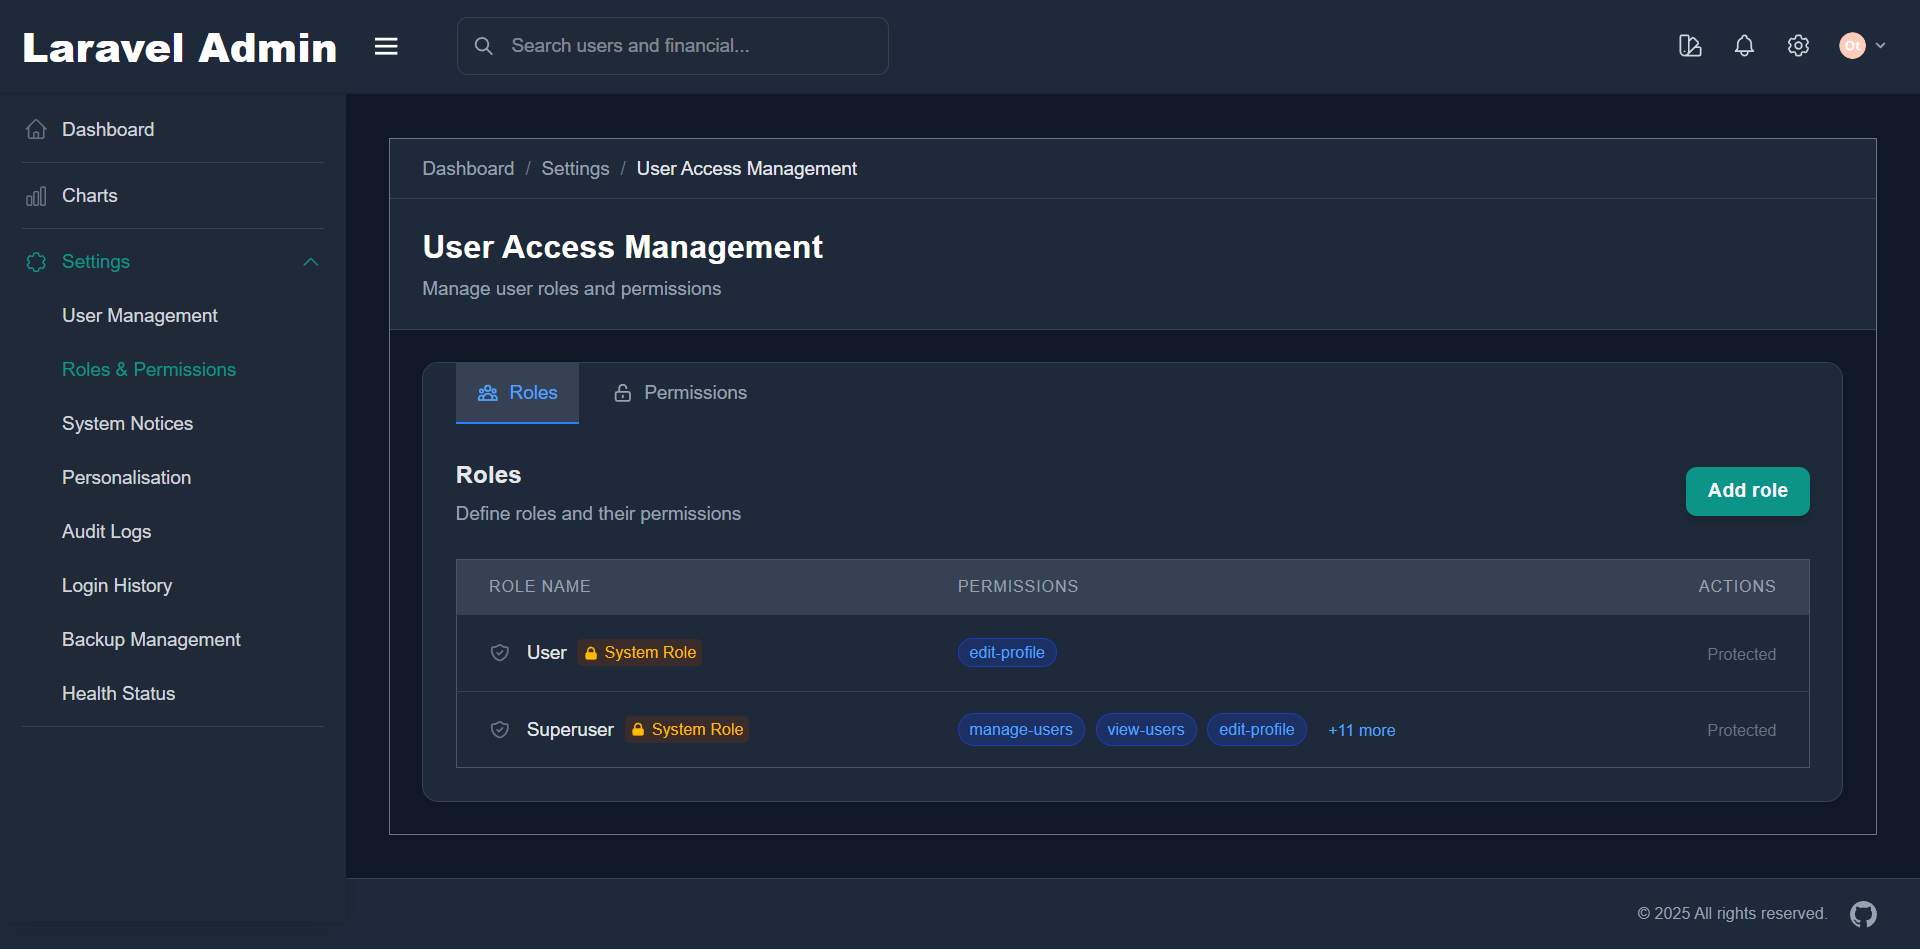 Laravel Admin
Search users and financial...
Ot
Dashboard
Charts
Settings
User Management
Roles & Permissions
System Notices
Personalisation
Audit Logs
Login History
Backup Management
Health Status
Dashboard / Settings / User Access Management
User Access Management
Manage user roles and permissions
Roles Permissions
Roles
Define roles and their permissions
Add role
ROLE NAME PERMISSIONS ACTIONS
User System Role edit-profile Protected
Superuser System Role manage-users view-users edit-profile +11 more Protected
© 2025 All rights reserved.